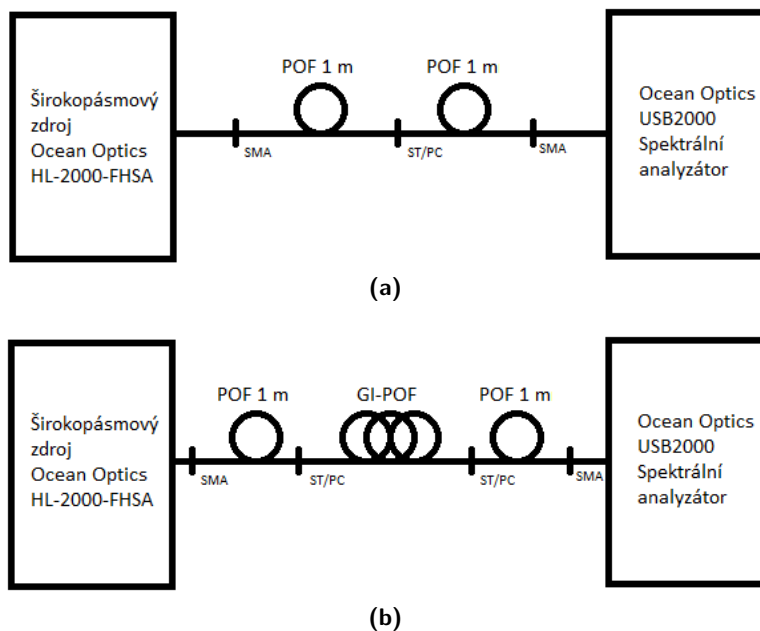 POF 1 m
POF 1 m
Širokopásmový
zdroj
Ocean Optics
HL-2000-FHSA
SMA
ST/PC
SMA
Ocean Optics
USB2000
Spektrální
analyzátor
(a)
POF 1 m
GI-POF
POF 1 m
Širokopásmový
zdroj
Ocean Optics
HL-2000-FHSA
SMA
ST/PC
ST/PC
SMA
Ocean Optics
USB2000
Spektrální
analyzátor
(b)